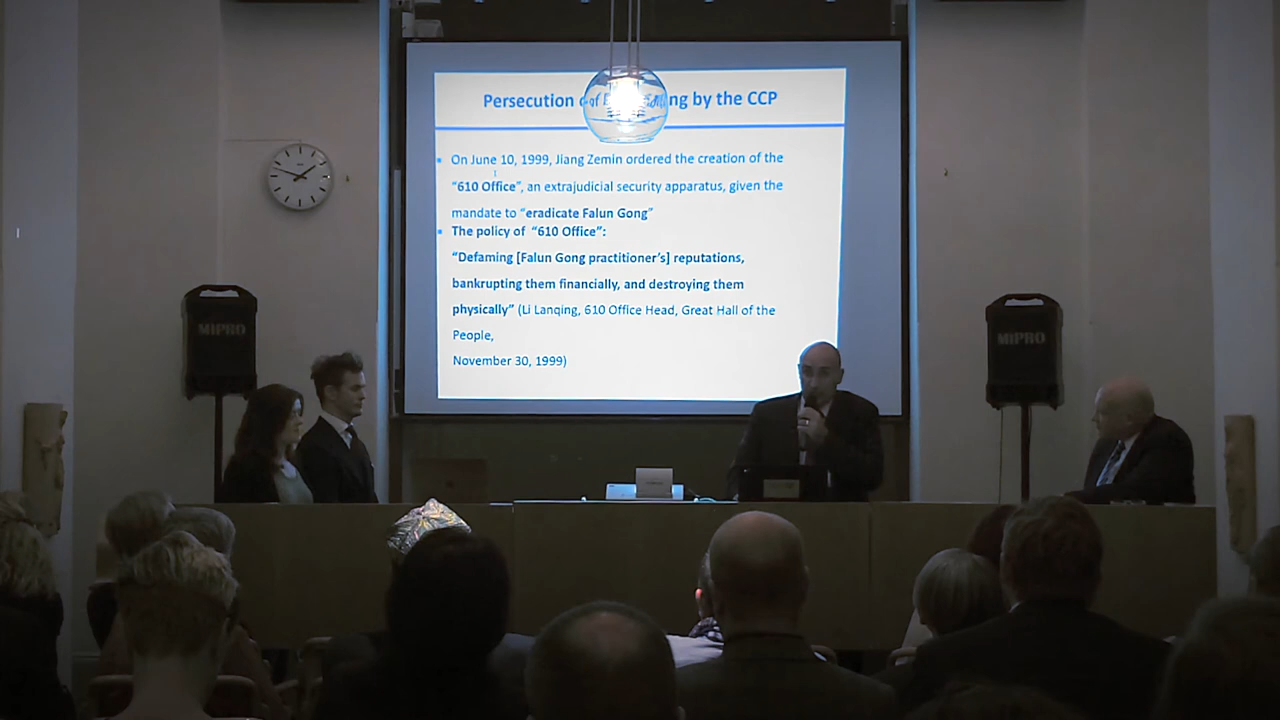 Persecution of ng by the CCP
On June 10, 1999, Jiang Zemin ordered the creation of the
"610 Office", an extrajudicial security apparatus, given the
mandate to "eradicate Falun Gong"
The policy of "610 Office":
"Defaming [Falun Gong practitioner's] reputations,
bankrupting them financially, and destroying them
physically" (Li Lanqing, 610 Office Head, Great Hall of the
People,
November 30, 1999)
MIPRO
MIPRO